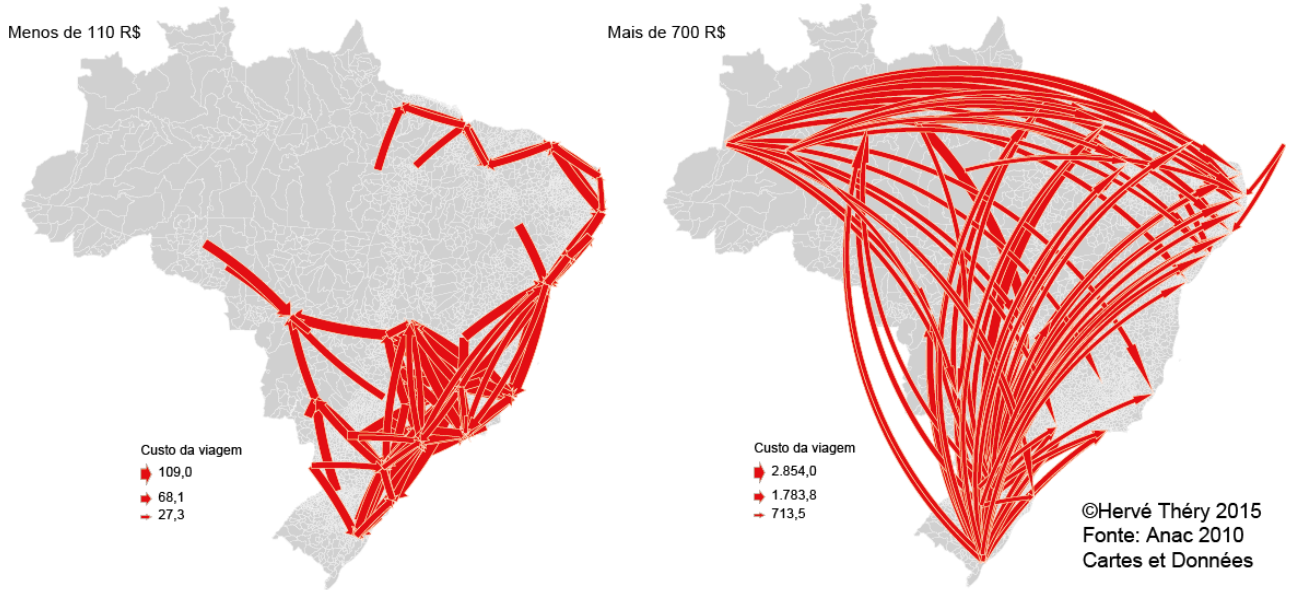 Menos de 110 R$
Mais de 700 R$
Custo da viagem
109,0
68,1
27,3
Custo da viagem
2.854,0
1.783,8
713,5
©Hervé Théry 2015
Fonte: Anac 2010
Cartes et Données